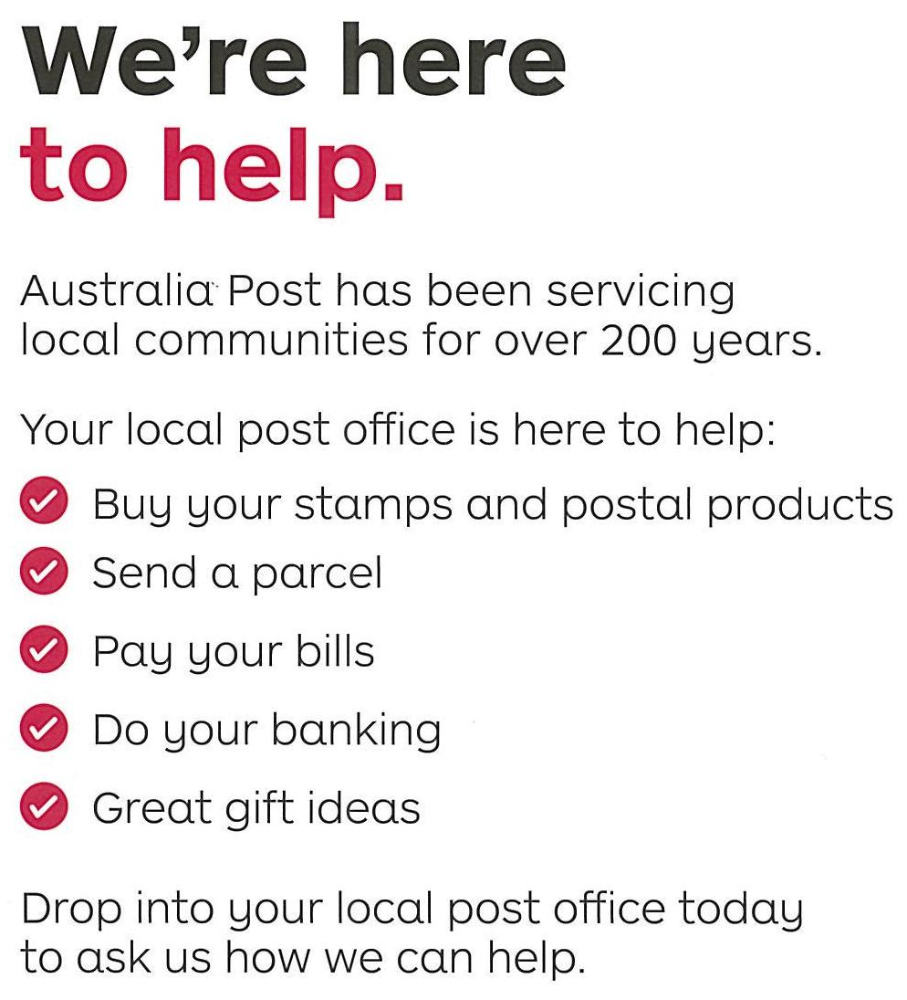 We're here
to help.
Australia Post has been servicing
local communities for over 200 years.
Your local post office is here to help:
Buy your stamps and postal products
Send a parcel
Pay your bills
Do your banking
Great gift ideas
Drop into your local post office today
to ask us how we can help.